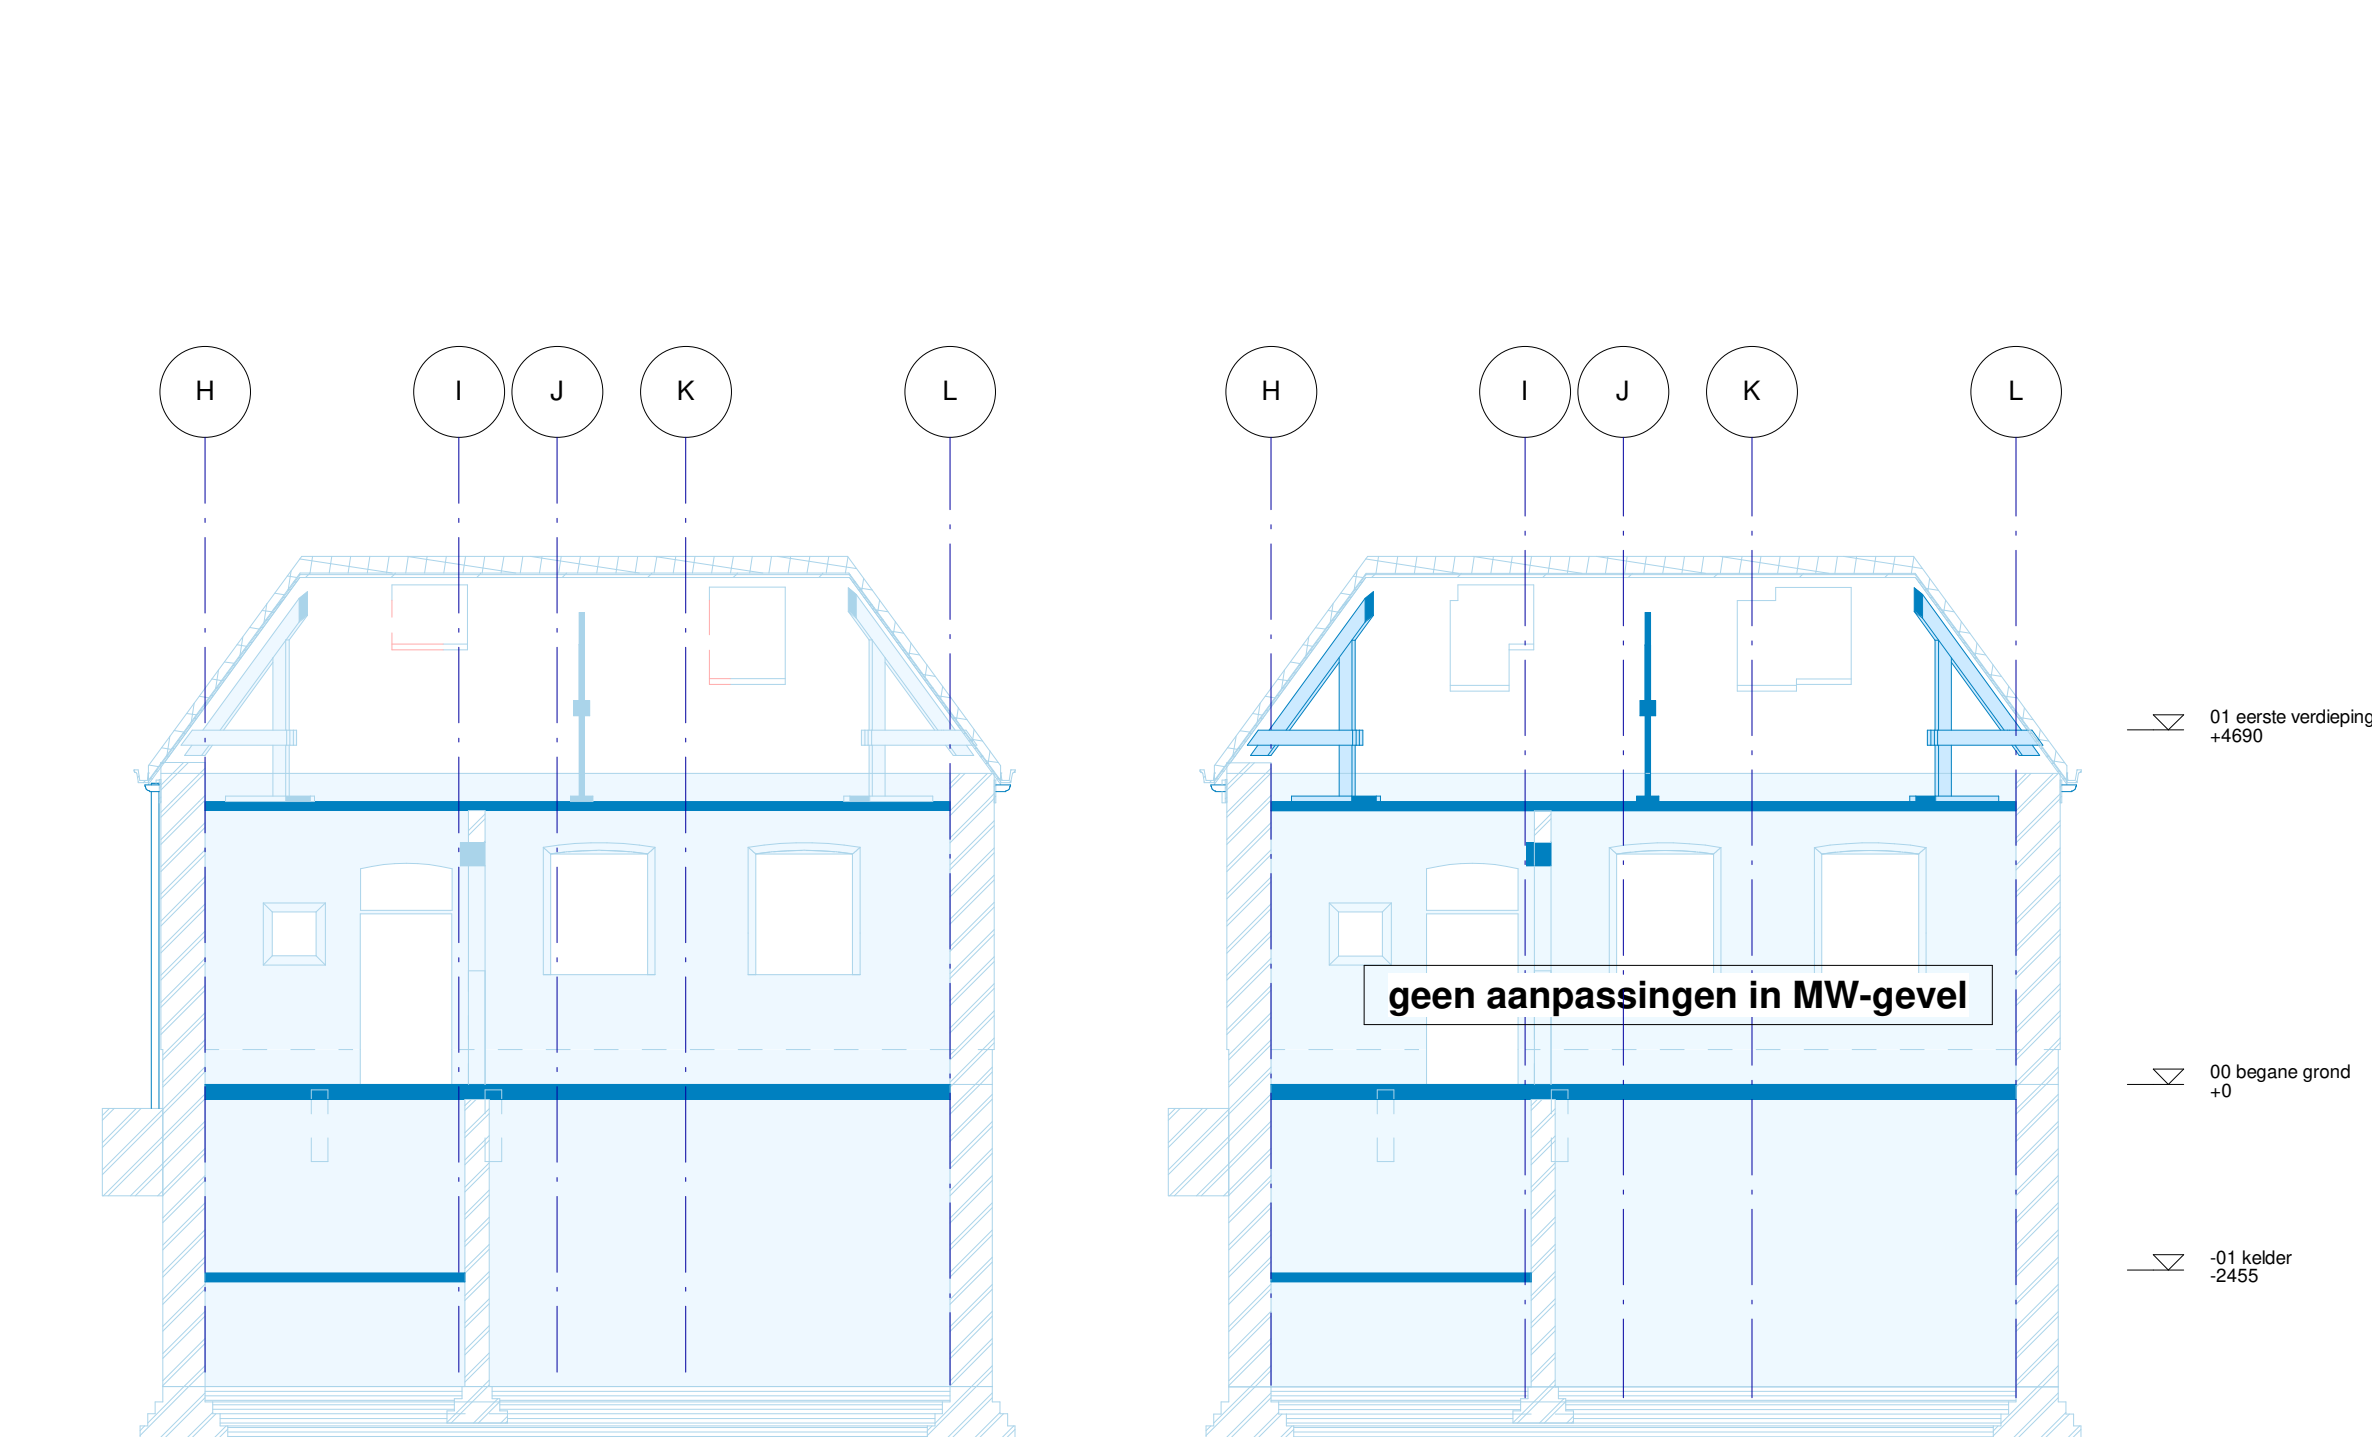 H I J K L H I J K L
01 eerste verdieping
+4690
geen aanpassingen in MW-gevel
00 begane grond
+0
-01 kelder
-2455